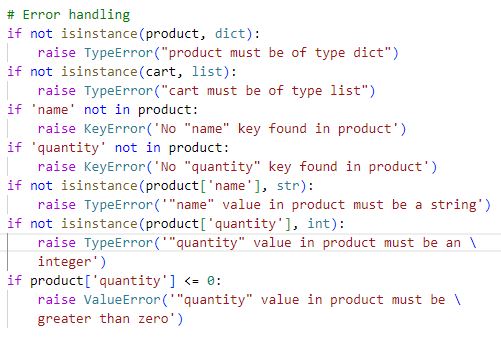 # Error handling
if not isinstance(product, dict):
    raise TypeError("product must be of type dict")
if not isinstance(cart, list):
    raise TypeError("cart must be of type list")
if 'name' not in product:
    raise KeyError('No "name" key found in product')
if 'quantity' not in product:
    raise KeyError('No "quantity" key found in product')
if not isinstance(product['name'], str):
    raise TypeError('"name" value in product must be a string')
if not isinstance(product['quantity'], int):
    raise TypeError('"quantity" value in product must be an \
    integer')
if product['quantity'] <= 0:
    raise ValueError('"quantity" value in product must be \
    greater than zero')